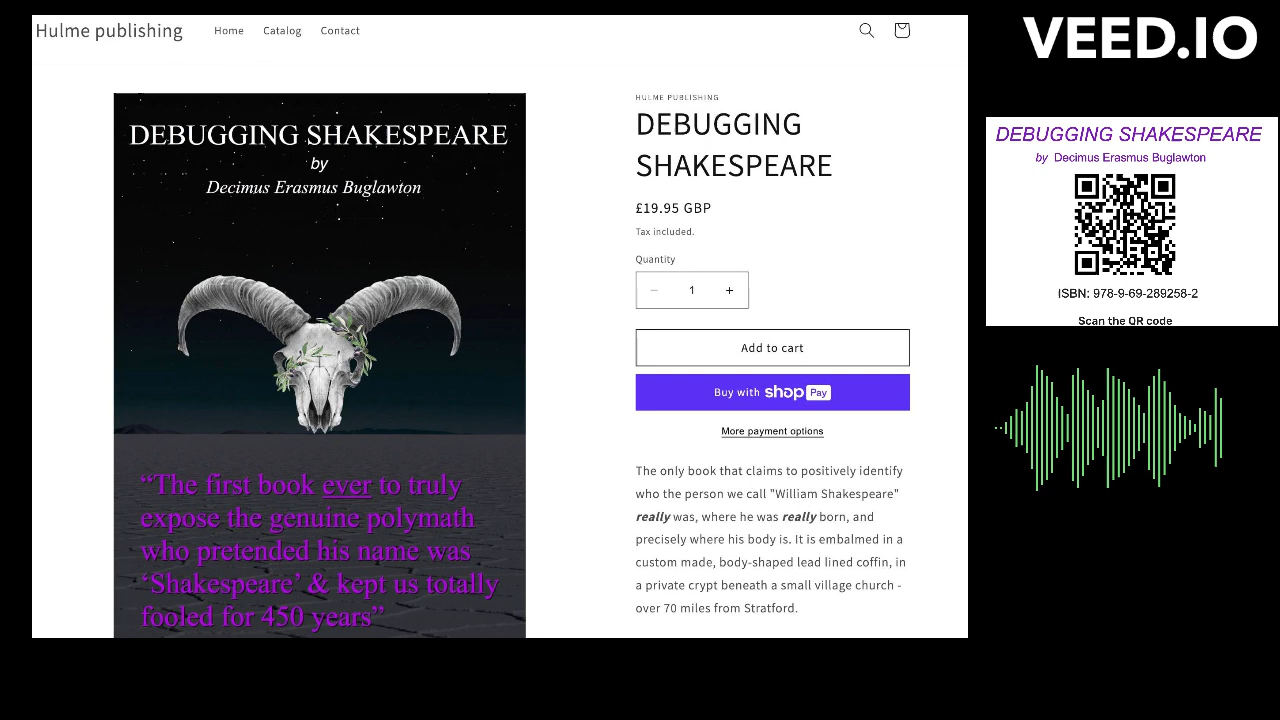 Hulme publishing
Home
Catalog
Contact
VEED.IO
DEBUGGING SHAKESPEARE
by
Decimus Erasmus Buglawton
“The first book ever to truly
expose the genuine polymath
who pretended his name was
‘Shakespeare’ & kept us totally
fooled for 450 years”
HULME PUBLISHING
DEBUGGING
SHAKESPEARE
£19.95 GBP
Tax included.
Quantity
− 1 +
Add to cart
Buy with shop Pay
More payment options
The only book that claims to positively identify
who the person we call "William Shakespeare"
really was, where he was really born, and
precisely where his body is. It is embalmed in a
custom made, body-shaped lead lined coffin, in
a private crypt beneath a small village church -
over 70 miles from Stratford.
DEBUGGING SHAKESPEARE
by Decimus Erasmus Buglawton
ISBN: 978-9-69-289258-2
Scan the QR code